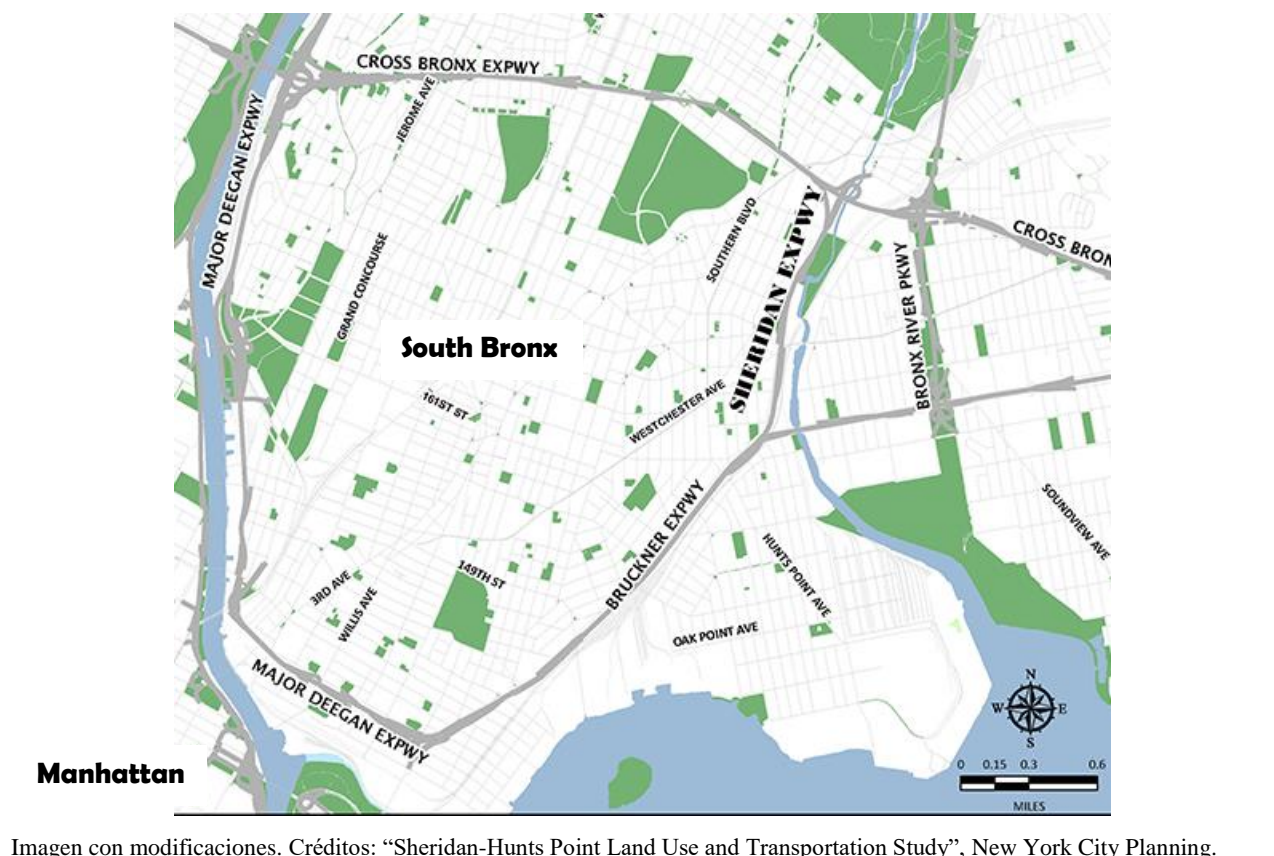 CROSS BRONX EXPWY
JEROME AVE
MAJOR DEEGAN EXPWY
SOUTHERN BLVD
SHERIDAN EXPWY
CROSS BRON
GRAND CONCOURSE
BRONX RIVER PKWY
South Bronx
161ST ST
WESTCHESTER AVE
BRUCKNER EXPWY
SOUNDVIEW AVE
HUNTS POINT AVE
149TH ST
3RD AVE
WILLIS AVE
OAK POINT AVE
MAJOR DEEGAN EXPWY
N
W E
S
Manhattan
0 0.15 0.3 0.6
MILES
Imagen con modificaciones. Créditos: “Sheridan-Hunts Point Land Use and Transportation Study”, New York City Planning.